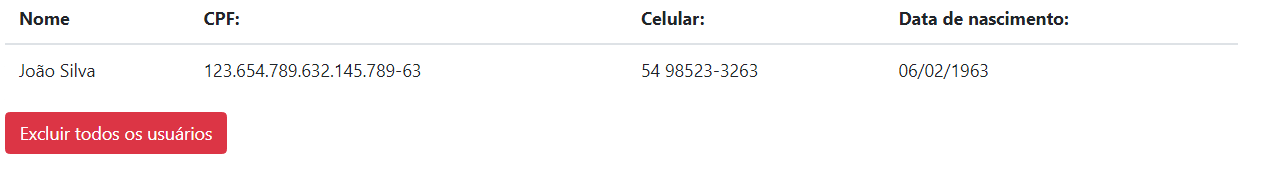 Nome CPF: Celular: Data de nascimento:
João Silva 123.654.789.632.145.789-63 54 98523-3263 06/02/1963
Excluir todos os usuários